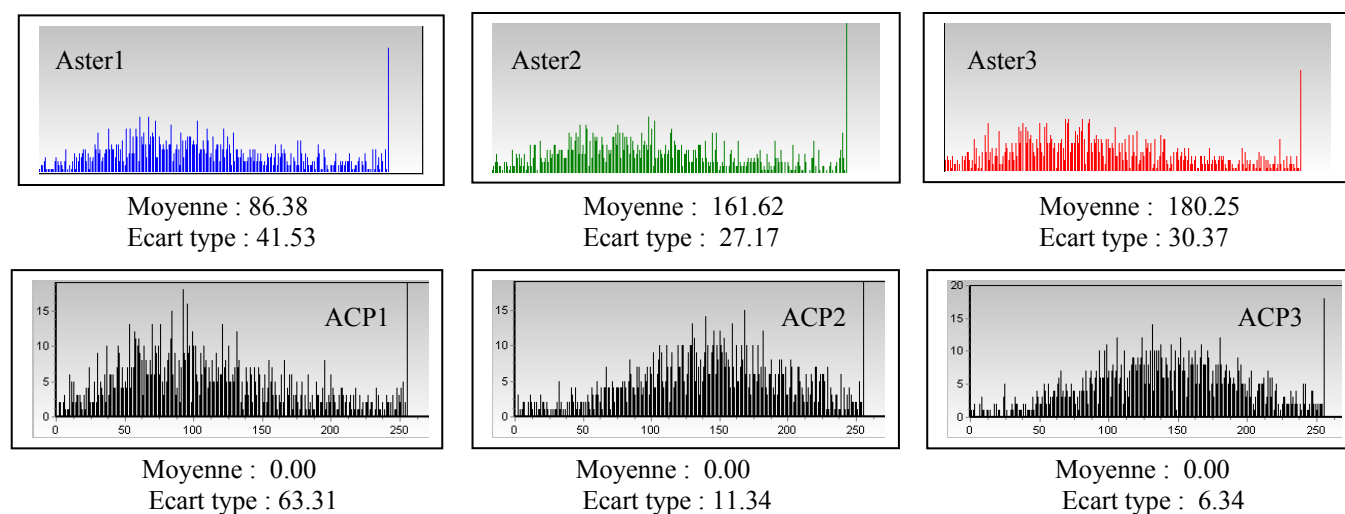 Aster1
Aster2
Aster3
Moyenne : 86.38
Ecart type : 41.53
Moyenne : 161.62
Ecart type : 27.17
Moyenne : 180.25
Ecart type : 30.37
ACP1
15
10
5
0
0 50 100 150 200 250
ACP2
15
10
5
0
0 50 100 150 200 250
ACP3
20
15
10
5
0
0 50 100 150 200 250
Moyenne : 0.00
Ecart type : 63.31
Moyenne : 0.00
Ecart type : 11.34
Moyenne : 0.00
Ecart type : 6.34